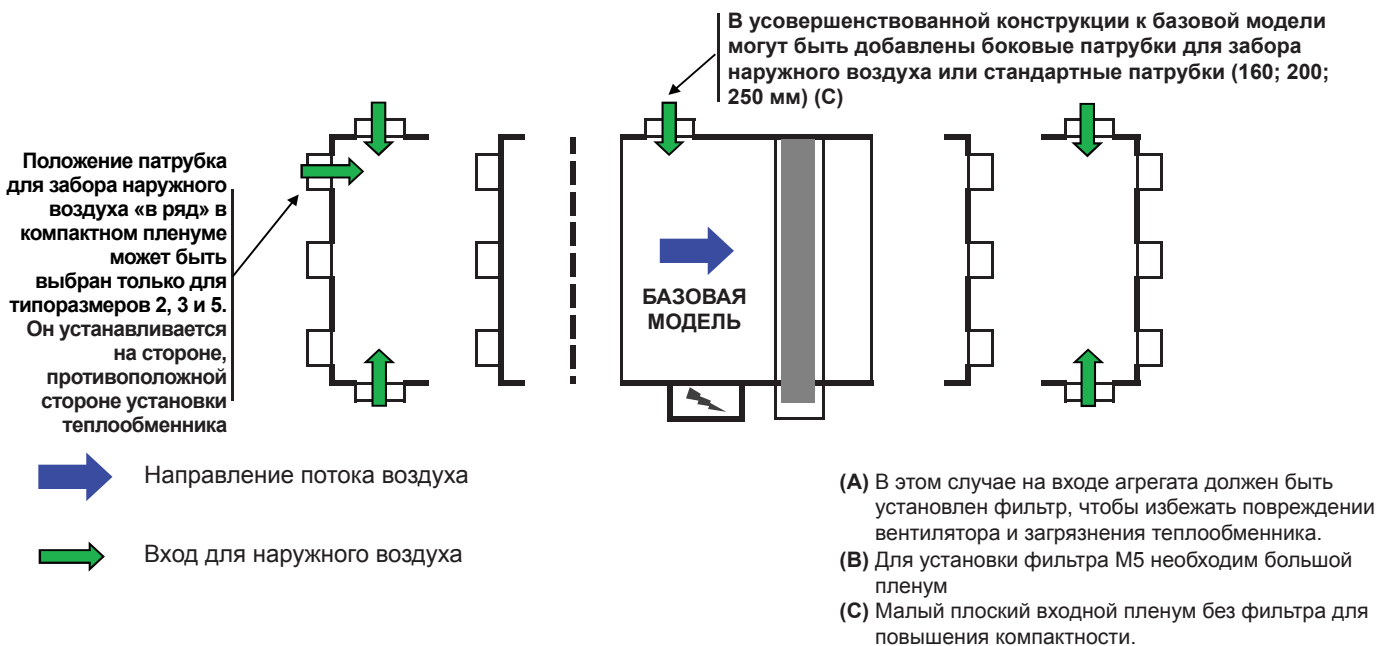 В усовершенствованной конструкции к базовой модели
могут быть добавлены боковые патрубки для забора
наружного воздуха или стандартные патрубки (160; 200;
250 мм) (C)
Положение патрубка
для забора наружного
воздуха «в ряд» в
компактном пленуме
может быть
выбран только для
типоразмеров 2, 3 и 5.
Он устанавливается
на стороне,
противоположной
стороне установки
теплообменника
БАЗОВАЯ
МОДЕЛЬ
Направление потока воздуха
Вход для наружного воздуха
(A) В этом случае на входе агрегата должен быть
установлен фильтр, чтобы избежать повреждении
вентилятора и загрязнения теплообменника.
(B) Для установки фильтра M5 необходим большой
пленум
(C) Малый плоский входной пленум без фильтра для
повышения компактности.